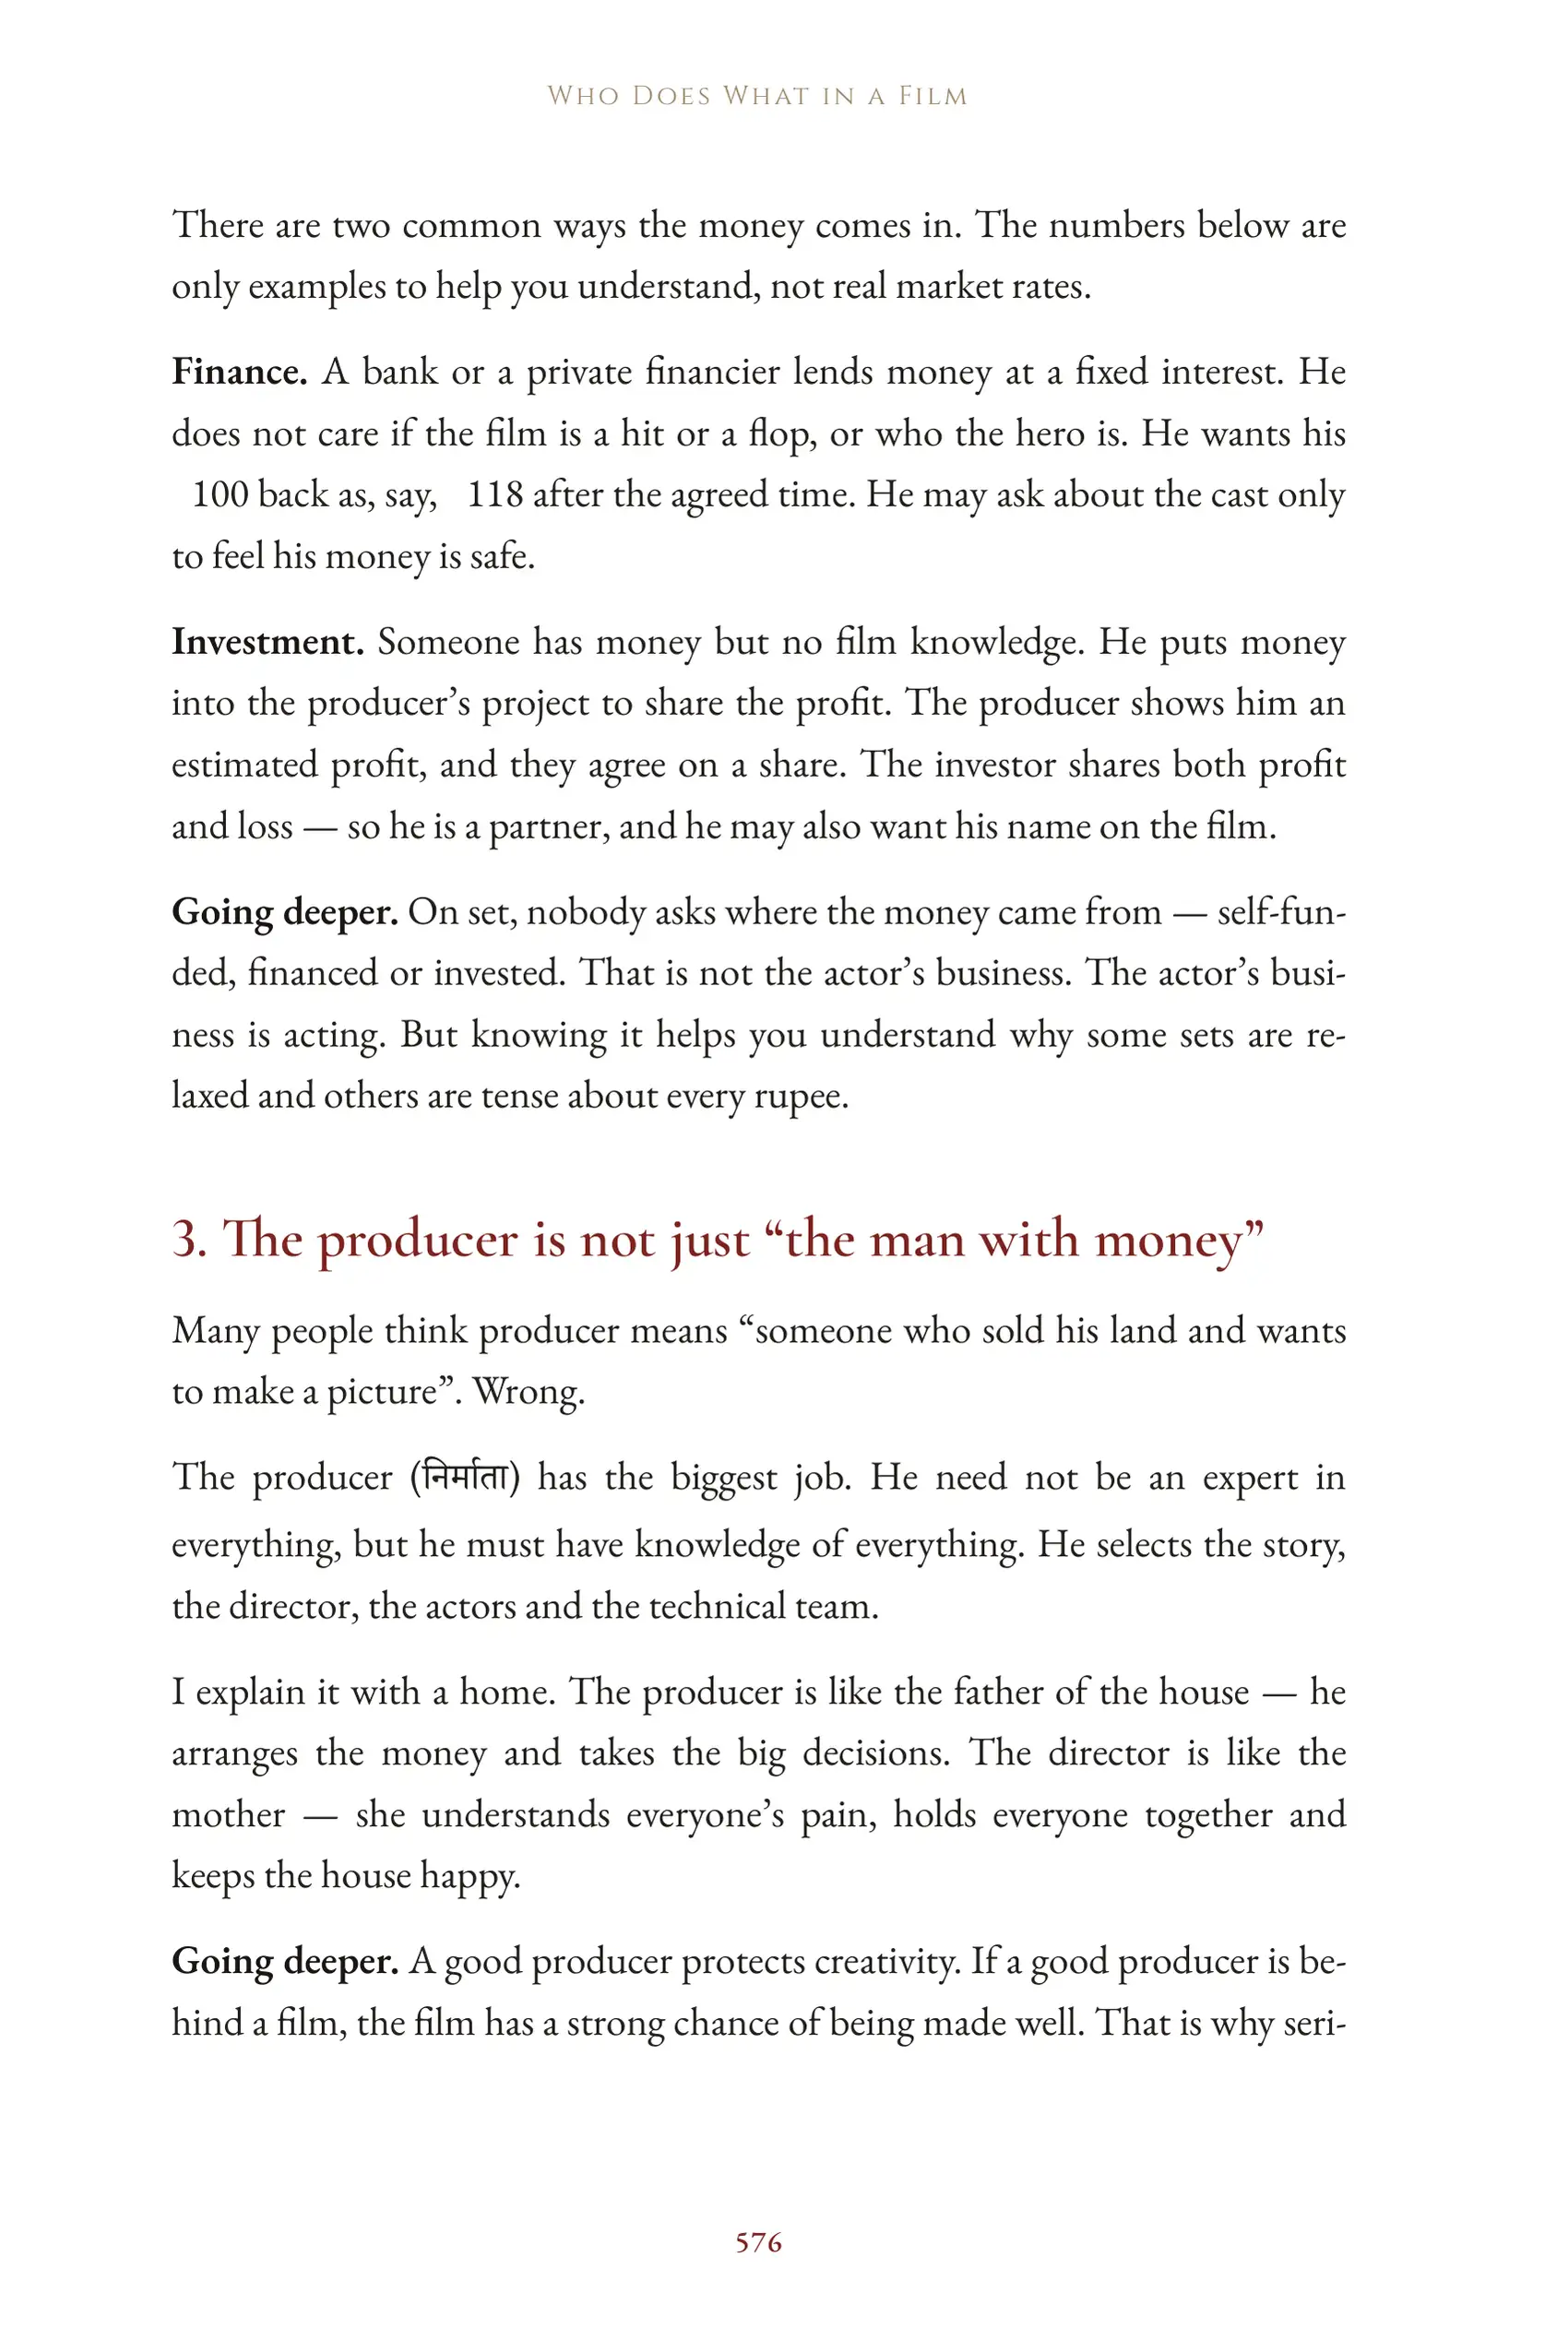 WHO DOES WHAT IN A FILM
There are two common ways the money comes in. The numbers below are
only examples to help you understand, not real market rates.
Finance. A bank or a private financier lends money at a fixed interest. He
does not care if the film is a hit or a flop, or who the hero is. He wants his
100 back as, say, 118 after the agreed time. He may ask about the cast only
to feel his money is safe.
Investment. Someone has money but no film knowledge. He puts money
into the producer’s project to share the profit. The producer shows him an
estimated profit, and they agree on a share. The investor shares both profit
and loss — so he is a partner, and he may also want his name on the film.
Going deeper. On set, nobody asks where the money came from — self-fun-
ded, financed or invested. That is not the actor’s business. The actor’s busi-
ness is acting. But knowing it helps you understand why some sets are re-
laxed and others are tense about every rupee.
3. The producer is not just “the man with money”
Many people think producer means “someone who sold his land and wants
to make a picture”. Wrong.
The producer (निर्माता) has the biggest job. He need not be an expert in
everything, but he must have knowledge of everything. He selects the story,
the director, the actors and the technical team.
I explain it with a home. The producer is like the father of the house — he
arranges the money and takes the big decisions. The director is like the
mother — she understands everyone’s pain, holds everyone together and
keeps the house happy.
Going deeper. A good producer protects creativity. If a good producer is be-
hind a film, the film has a strong chance of being made well. That is why seri-
576